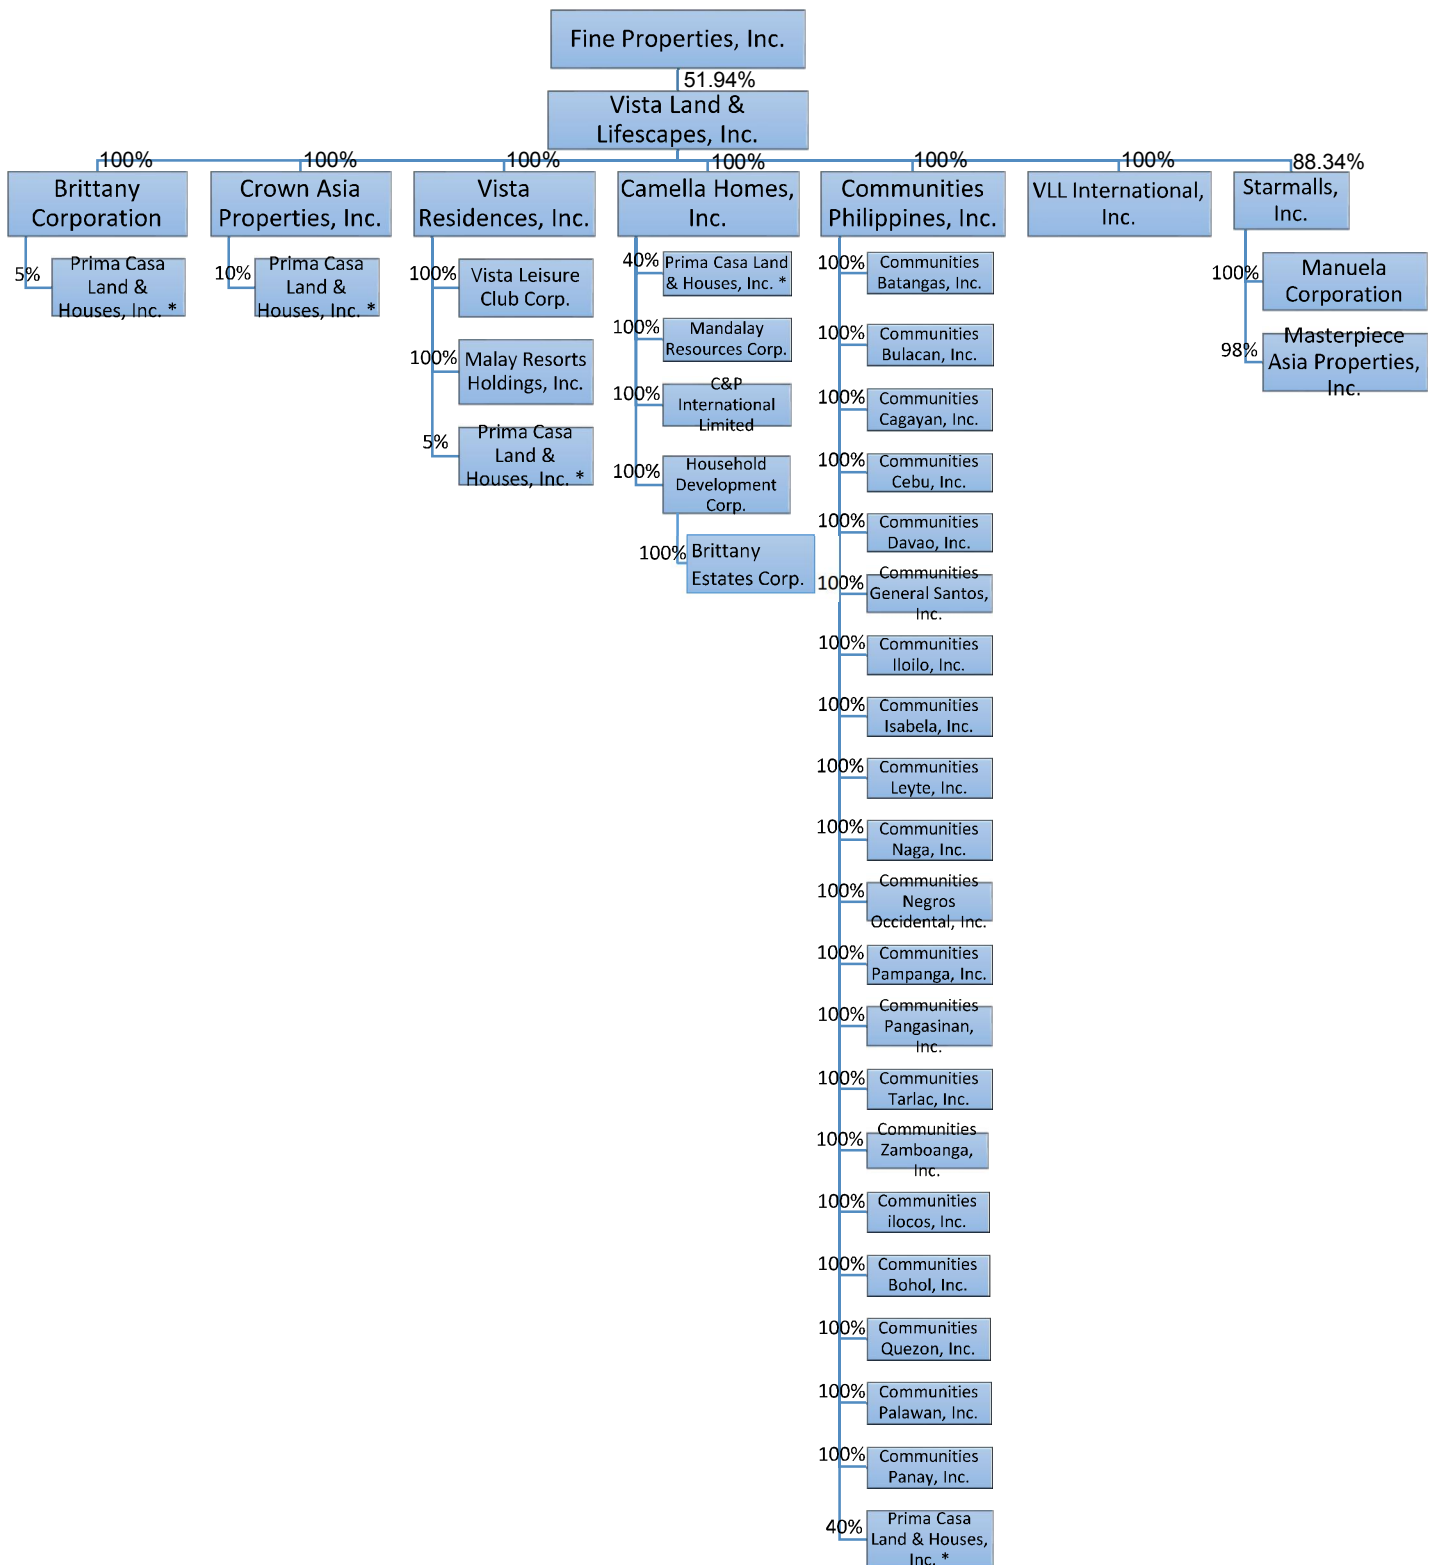 Fine Properties, Inc.
51.94%
Vista Land &
Lifescapes, Inc.
100%
Brittany
Corporation
5%
Prima Casa
Land &
Houses, Inc. *
100%
Crown Asia
Properties, Inc.
10%
Prima Casa
Land &
Houses, Inc. *
100%
Vista
Residences, Inc.
100%
Vista Leisure
Club Corp.
100%
Malay Resorts
Holdings, Inc.
5%
Prima Casa
Land &
Houses, Inc. *
100%
Camella Homes,
Inc.
40%
Prima Casa Land
& Houses, Inc. *
100%
Mandalay
Resources Corp.
100%
C&P
International
Limited
100%
Household
Development
Corp.
100%
Brittany
Estates Corp.
100%
Communities
Philippines, Inc.
100%
Communities
Batangas, Inc.
100%
Communities
Bulacan, Inc.
100%
Communities
Cagayan, Inc.
100%
Communities
Cebu, Inc.
100%
Communities
Davao, Inc.
100%
Communities
General Santos,
Inc.
100%
Communities
Iloilo, Inc.
100%
Communities
Isabela, Inc.
100%
Communities
Leyte, Inc.
100%
Communities
Naga, Inc.
100%
Communities
Negros
Occidental, Inc.
100%
Communities
Pampanga, Inc.
100%
Communities
Pangasinan,
Inc.
100%
Communities
Tarlac, Inc.
100%
Communities
Zamboanga,
Inc.
100%
Communities
ilocos, Inc.
100%
Communities
Bohol, Inc.
100%
Communities
Quezon, Inc.
100%
Communities
Palawan, Inc.
100%
Communities
Panay, Inc.
40%
Prima Casa
Land & Houses,
Inc. *
100%
VLL International,
Inc.
88.34%
Starmalls,
Inc.
100%
Manuela
Corporation
98%
Masterpiece
Asia Properties,
Inc.